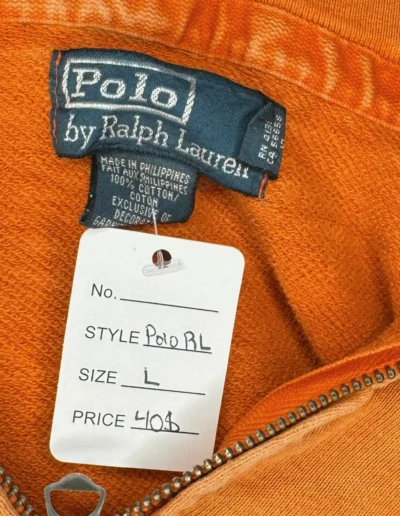 Polo
by Ralph Lauren
MADE IN PHILIPPINES
FAIT AUX PHILIPPINES
100% COTTON/
COTON
EXCLUSIVE OF
DECORATION
No.
STYLE Polo RL
SIZE L
PRICE 40$